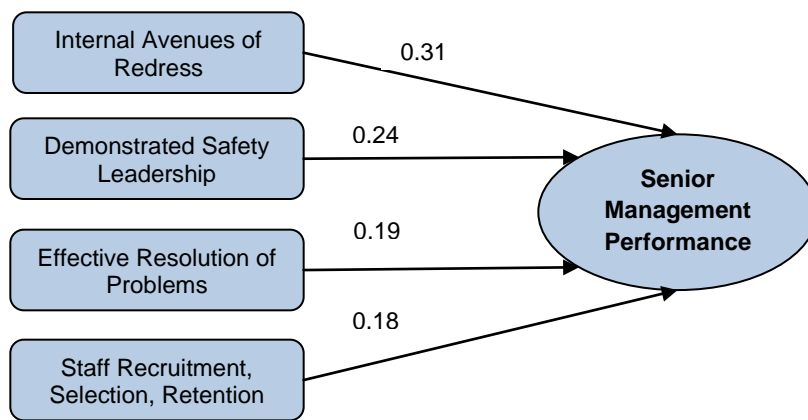 Internal Avenues of
Redress
0.31
Demonstrated Safety
Leadership
0.24
Senior
Management
Performance
Effective Resolution of
Problems
0.19
Staff Recruitment,
Selection, Retention
0.18